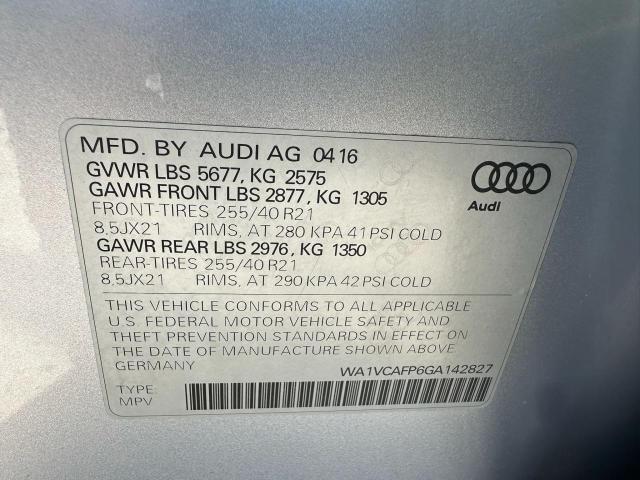 MFD. BY AUDI AG 04 16
GVWR LBS 5677, KG 2575
GAWR FRONT LBS 2877, KG 1305
FRONT-TIRES 255/40 R21
8,5JX21 RIMS, AT 280 KPA 41 PSI COLD
GAWR REAR LBS 2976, KG 1350
REAR-TIRES 255/40 R21
8,5JX21 RIMS, AT 290 KPA 42 PSI COLD
Audi
THIS VEHICLE CONFORMS TO ALL APPLICABLE
U.S. FEDERAL MOTOR VEHICLE SAFETY AND
THEFT PREVENTION STANDARDS IN EFFECT ON
THE DATE OF MANUFACTURE SHOWN ABOVE
GERMANY
WA1VCAFP6GA142827
TYPE:
MPV